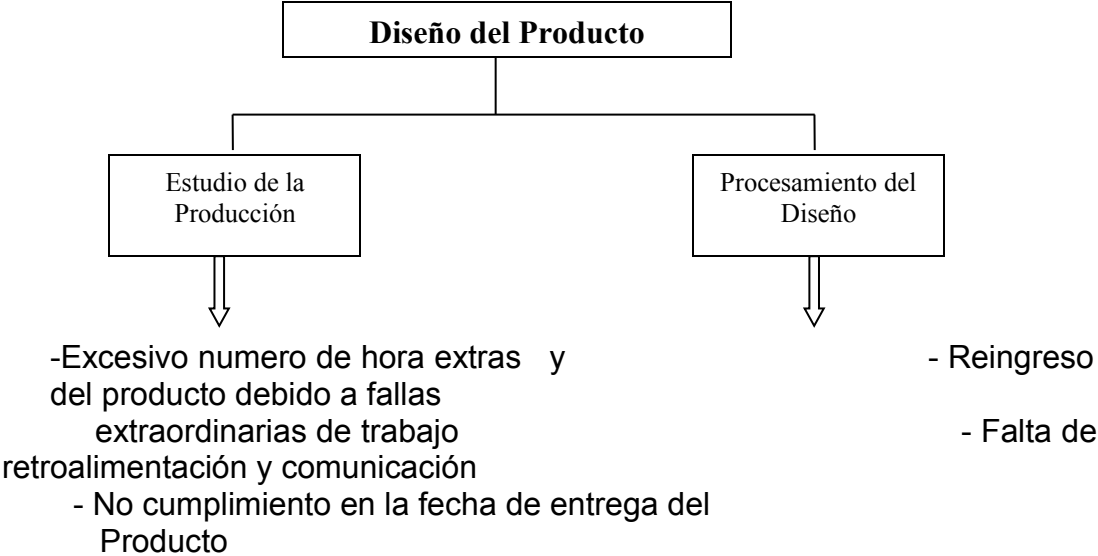 Diseño del Producto
Estudio de la
Producción
Procesamiento del
Diseño
-Excesivo numero de hora extras y - Reingreso
del producto debido a fallas
extraordinarias de trabajo - Falta de
retroalimentación y comunicación
- No cumplimiento en la fecha de entrega del
Producto